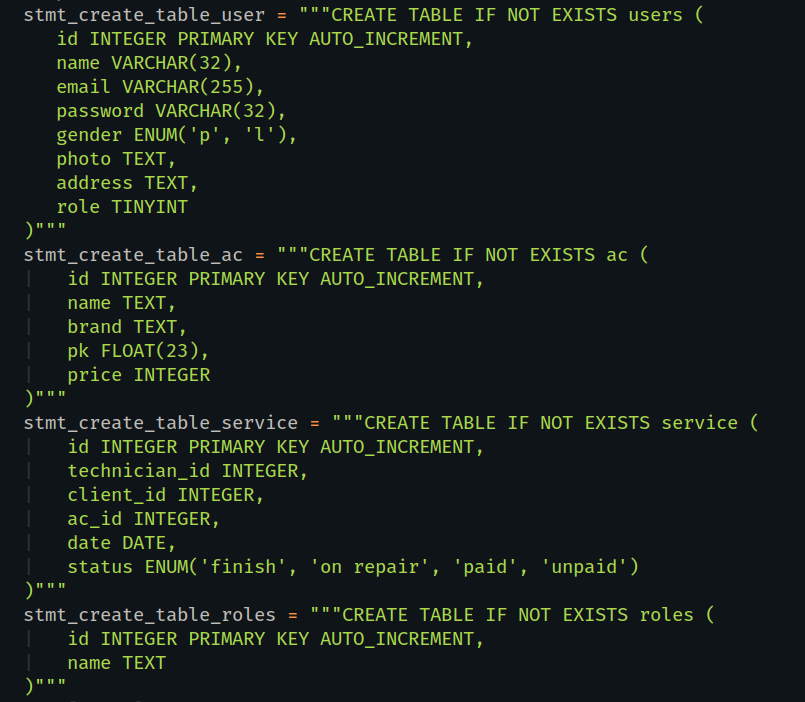 stmt_create_table_user = """CREATE TABLE IF NOT EXISTS users (
   id INTEGER PRIMARY KEY AUTO_INCREMENT,
   name VARCHAR(32),
   email VARCHAR(255),
   password VARCHAR(32),
   gender ENUM('p', 'l'),
   photo TEXT,
   address TEXT,
   role TINYINT
)"""
stmt_create_table_ac = """CREATE TABLE IF NOT EXISTS ac (
    id INTEGER PRIMARY KEY AUTO_INCREMENT,
    name TEXT,
    brand TEXT,
    pk FLOAT(23),
    price INTEGER
)"""
stmt_create_table_service = """CREATE TABLE IF NOT EXISTS service (
    id INTEGER PRIMARY KEY AUTO_INCREMENT,
    technician_id INTEGER,
    client_id INTEGER,
    ac_id INTEGER,
    date DATE,
    status ENUM('finish', 'on repair', 'paid', 'unpaid')
)"""
stmt_create_table_roles = """CREATE TABLE IF NOT EXISTS roles (
    id INTEGER PRIMARY KEY AUTO_INCREMENT,
    name TEXT
)"""